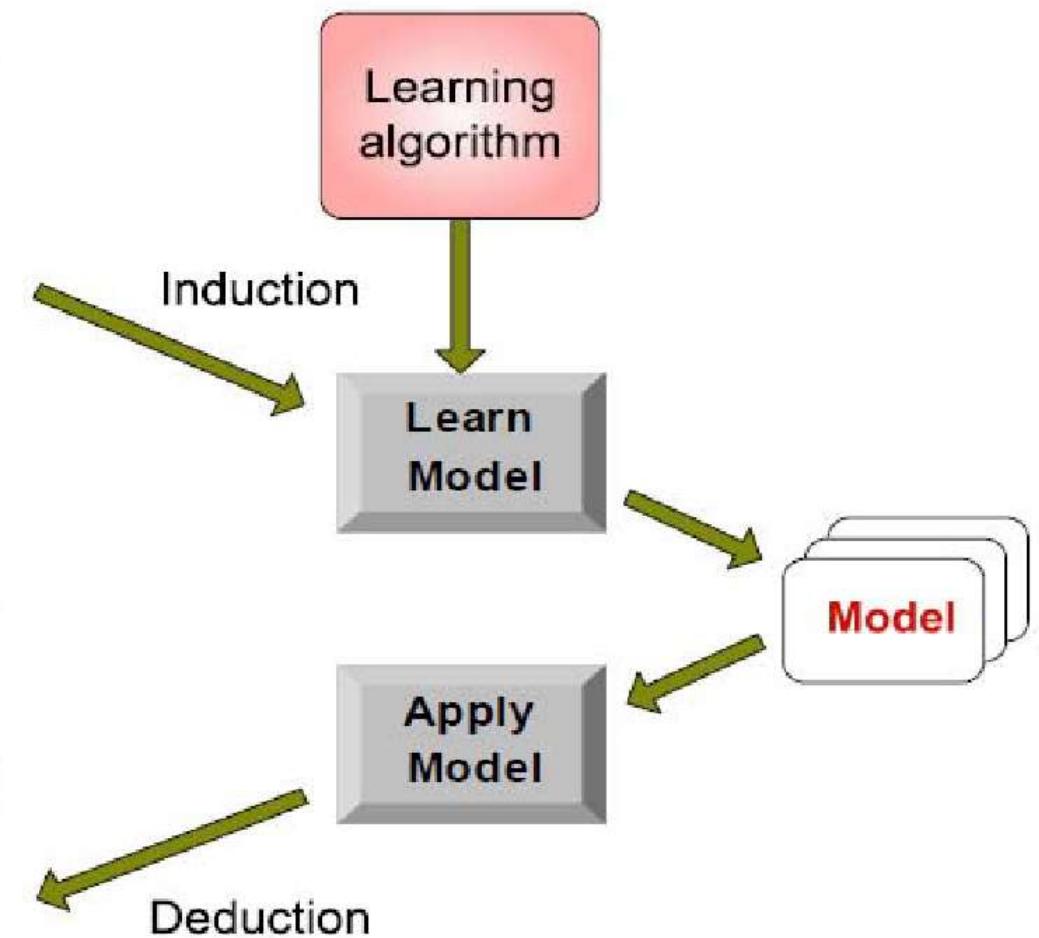 Learning
algorithm
Induction
Learn
Model
Model
Apply
Model
Deduction